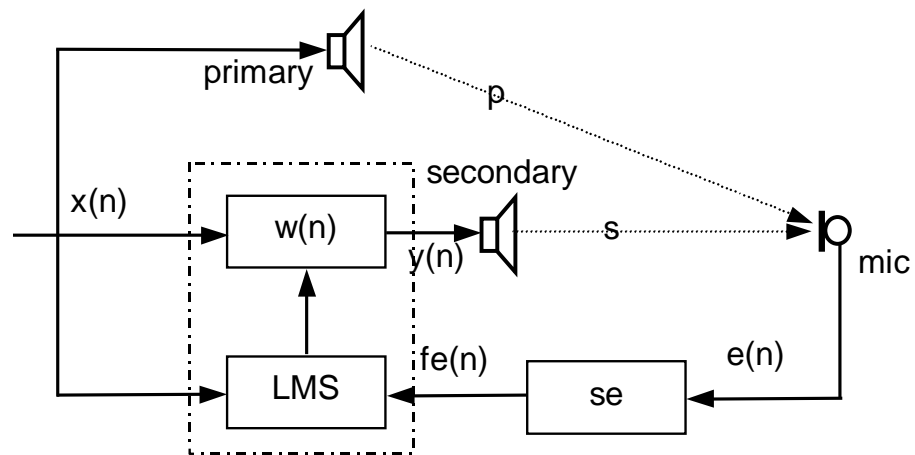 primary
p
secondary
x(n)
w(n)
y(n)
s
mic
LMS
fe(n)
se
e(n)